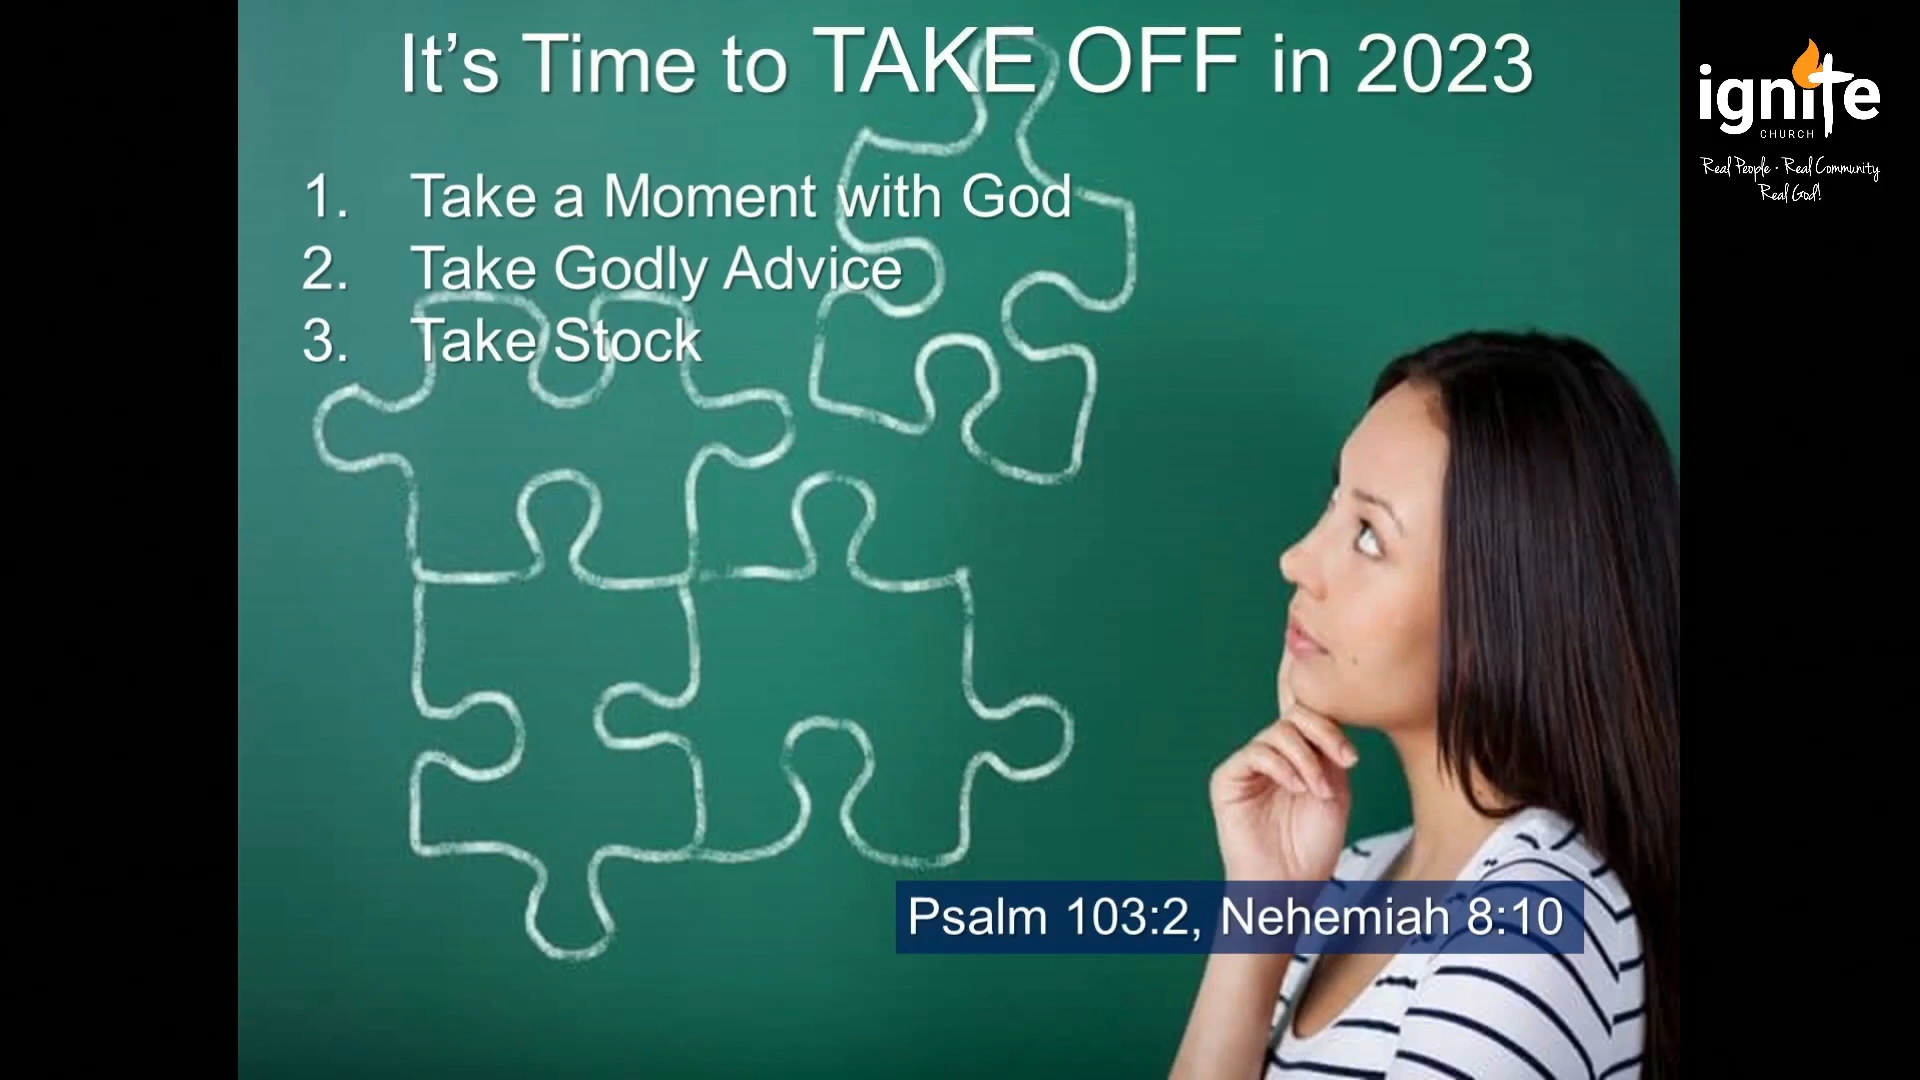 It's Time to TAKE OFF in 2023
1. Take a Moment with God
2. Take Godly Advice
3. Take Stock
Psalm 103:2, Nehemiah 8:10
ignite
CHURCH
Real People · Real Community
Real God!